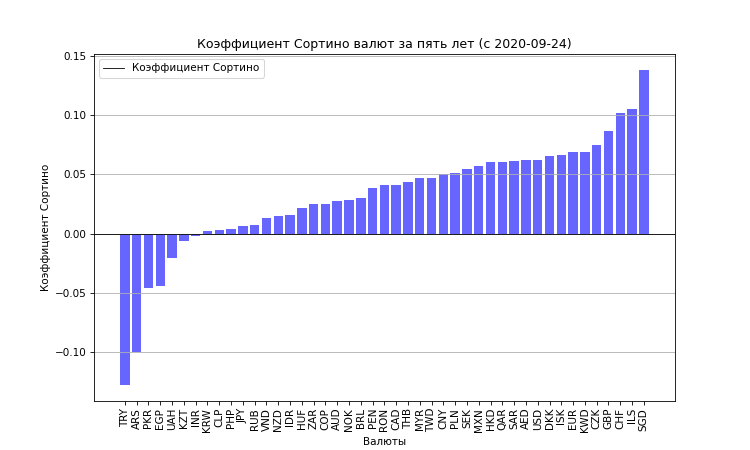 Коэффициент Сортино валют за пять лет (с 2020-09-24)
Коэффициент Сортино
0.15
0.10
0.05
0.00
−0.05
−0.10
Коэффициент Сортино
TRY ARS PKR EGP UAH KZT INR KRW CLP PHP JPY RUB VND NZD IDR HUF ZAR COP AUD NOK BRL PEN RON CAD THB MYR TWD CNY PLN SEK MXN HKD QAR SAR AED USD DKK ISK EUR KWD CZK GBP CHF ILS SGD
Валюты